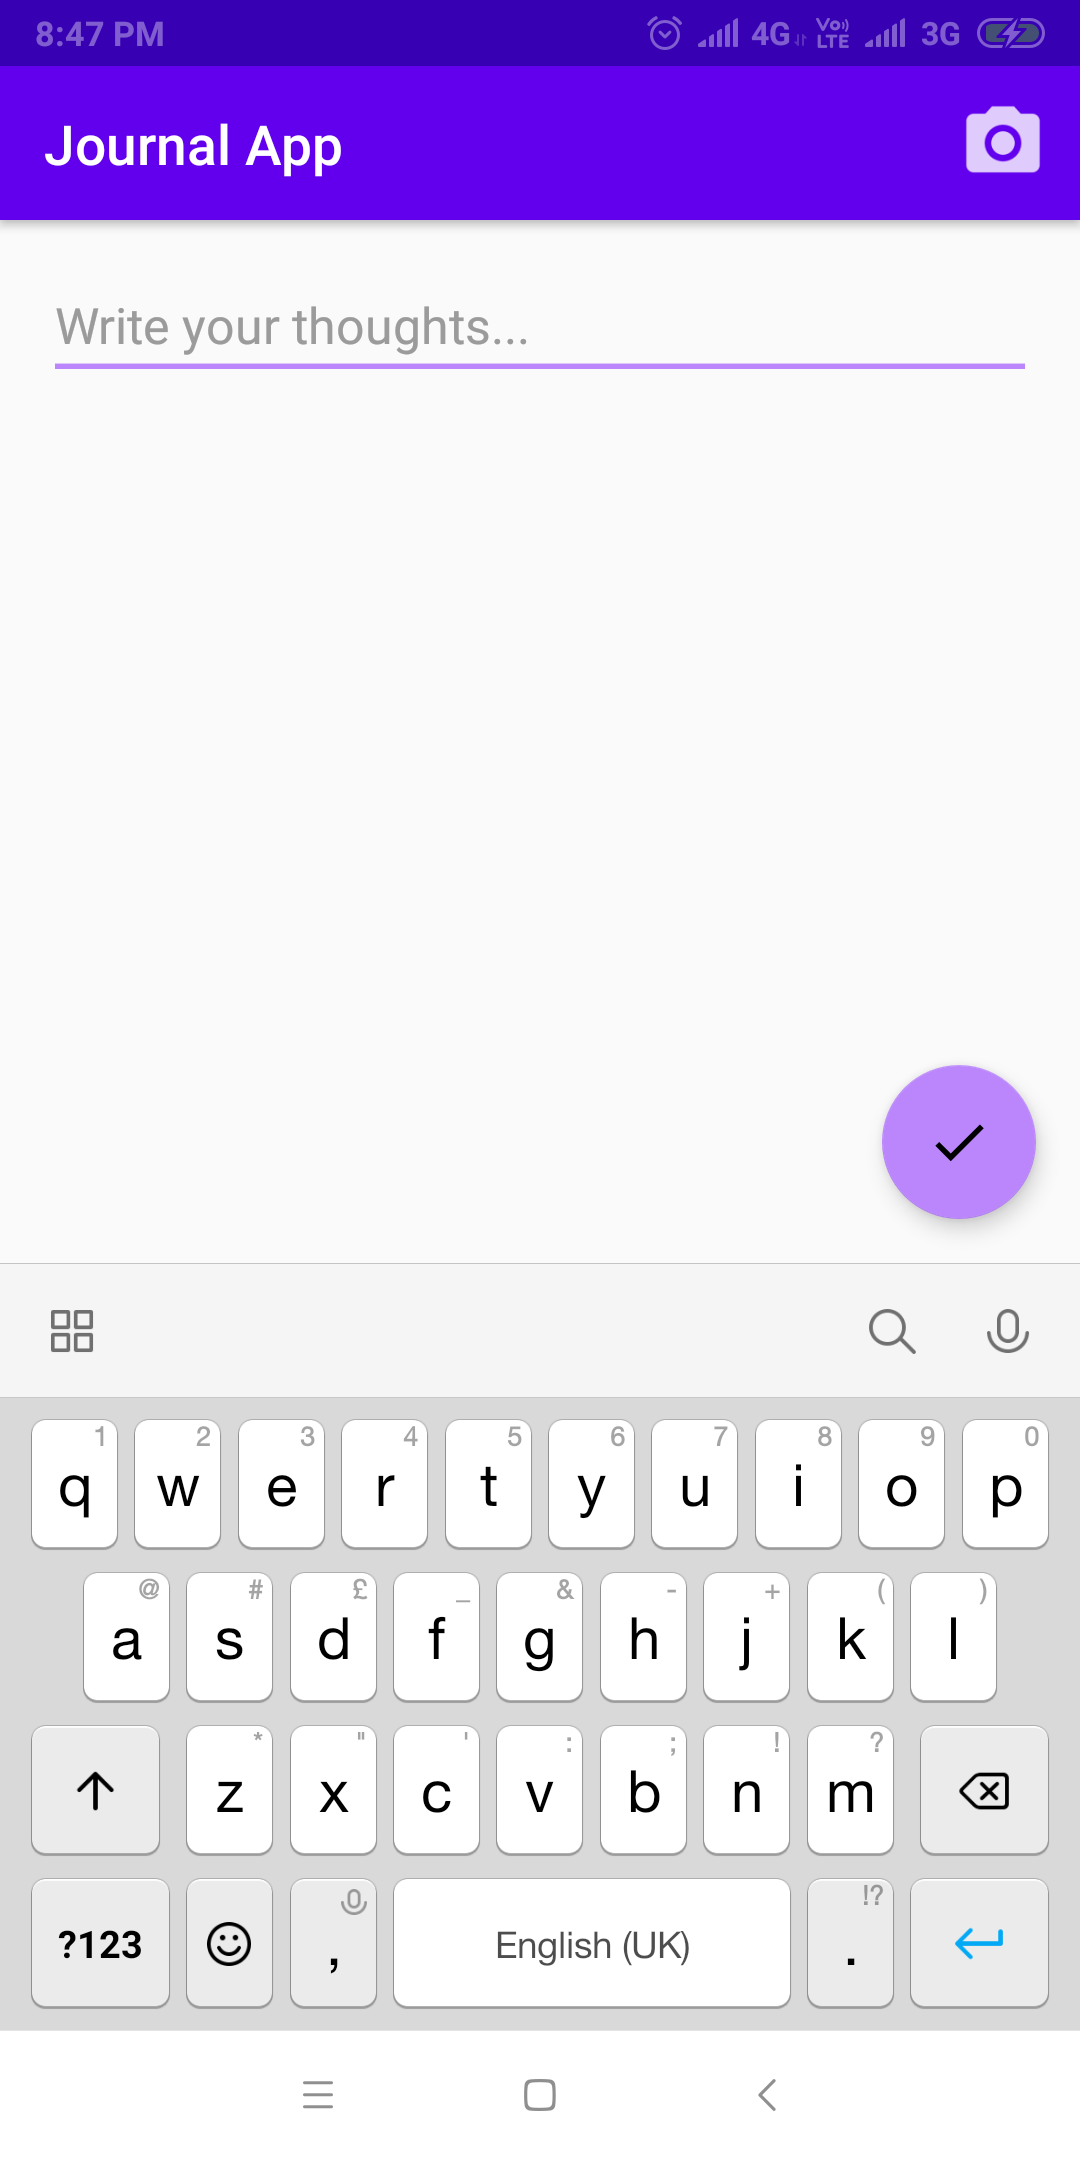 8:47 PM 4G Vo)) LTE 3G
Journal App
Write your thoughts...
1 2 3 4 5 6 7 8 9 0
q w e r t y u i o p
@ # £ _ & - + ( )
a s d f g h j k l
* " ' : ; ! ?
z x c v b n m
!?
?123 , English (UK) .